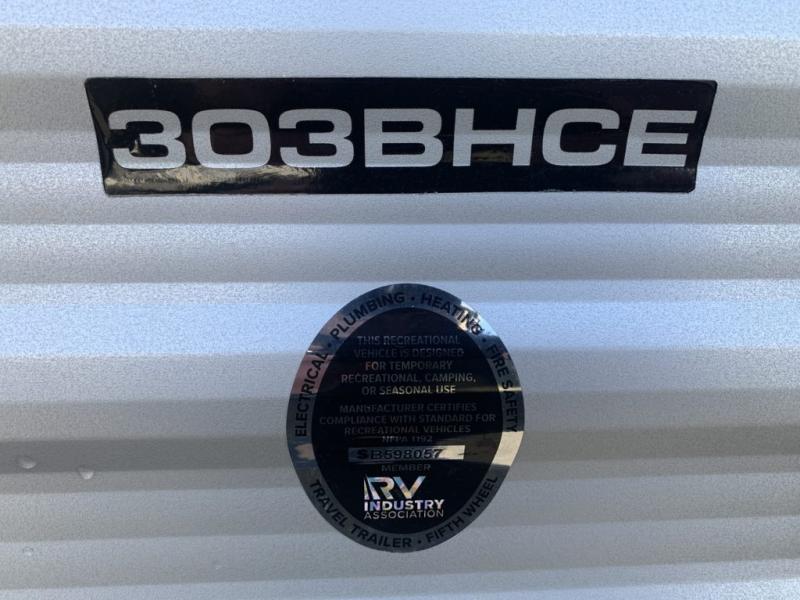 303BHCE
ELECTRICAL · PLUMBING · HEATING · FIRE SAFETY
THIS RECREATIONAL
VEHICLE IS DESIGNED
FOR TEMPORARY
RECREATIONAL, CAMPING,
OR SEASONAL USE
MANUFACTURER CERTIFIES
COMPLIANCE WITH STANDARD FOR
RECREATIONAL VEHICLES
NFPA 1192
SB598057
MEMBER
RV
INDUSTRY
ASSOCIATION
TRAVEL TRAILER · FIFTH WHEEL